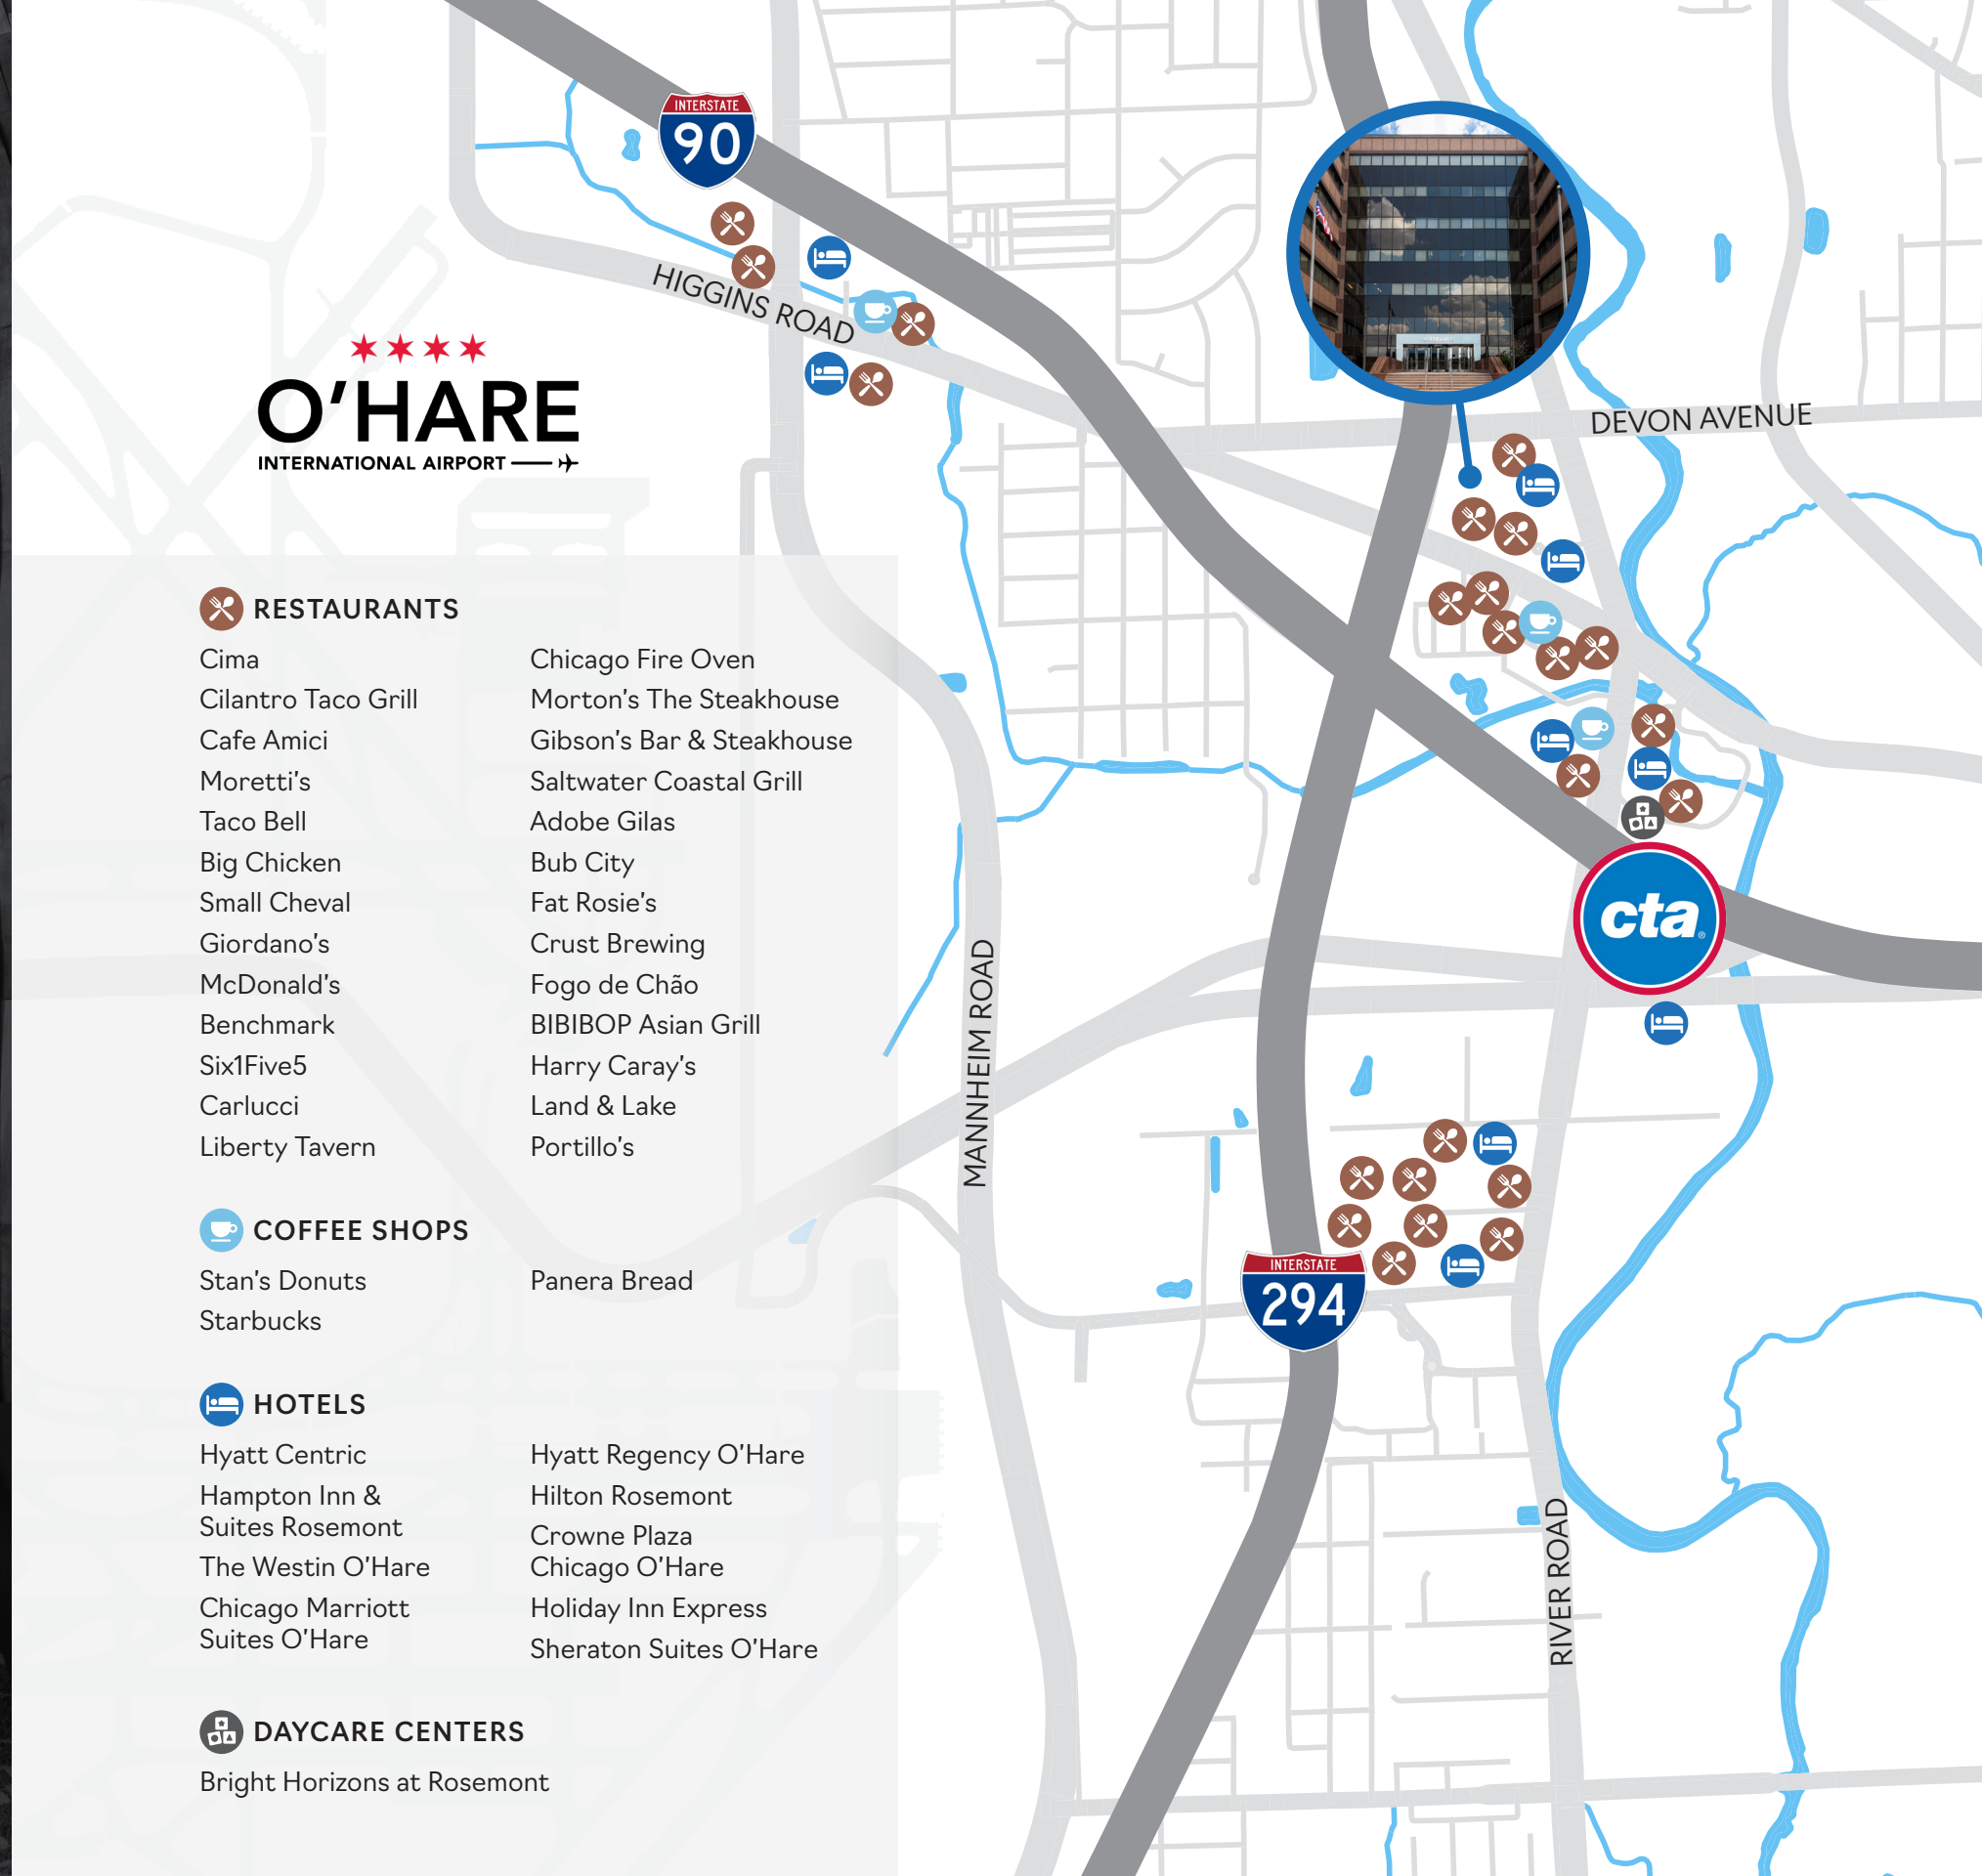 INTERSTATE
90
HIGGINS ROAD
DEVON AVENUE
O'HARE
INTERNATIONAL AIRPORT
RESTAURANTS
Cima
Cilantro Taco Grill
Cafe Amici
Moretti's
Taco Bell
Big Chicken
Small Cheval
Giordano's
McDonald's
Benchmark
Six1Five5
Carlucci
Liberty Tavern
Chicago Fire Oven
Morton's The Steakhouse
Gibson's Bar & Steakhouse
Saltwater Coastal Grill
Adobe Gilas
Bub City
Fat Rosie's
Crust Brewing
Fogo de Chão
BIBIBOP Asian Grill
Harry Caray's
Land & Lake
Portillo's
COFFEE SHOPS
Stan's Donuts
Starbucks
Panera Bread
HOTELS
Hyatt Centric
Hampton Inn &
Suites Rosemont
The Westin O'Hare
Chicago Marriott
Suites O'Hare
Hyatt Regency O'Hare
Hilton Rosemont
Crowne Plaza
Chicago O'Hare
Holiday Inn Express
Sheraton Suites O'Hare
DAYCARE CENTERS
Bright Horizons at Rosemont
cta®
MANNHEIM ROAD
INTERSTATE
294
RIVER ROAD